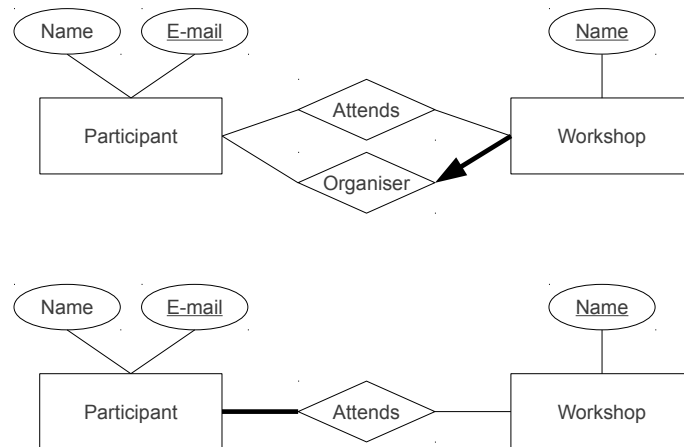 Name E-mail Name
Attends
Participant Workshop
Organiser
Name E-mail Name
Participant Attends Workshop